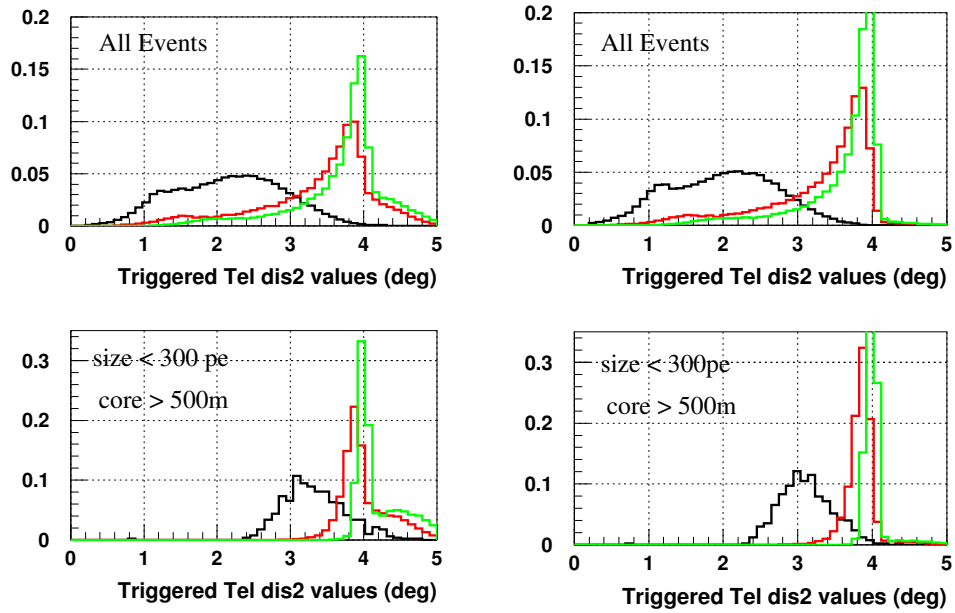 0.2
All Events
0.15
0.1
0.05
0
0 1 2 3 4 5
Triggered Tel dis2 values (deg)
0.2
All Events
0.15
0.1
0.05
0
0 1 2 3 4 5
Triggered Tel dis2 values (deg)
0.3
size < 300 pe
core > 500m
0.2
0.1
0
0 1 2 3 4 5
Triggered Tel dis2 values (deg)
0.3
size < 300pe
core > 500m
0.2
0.1
0
0 1 2 3 4 5
Triggered Tel dis2 values (deg)